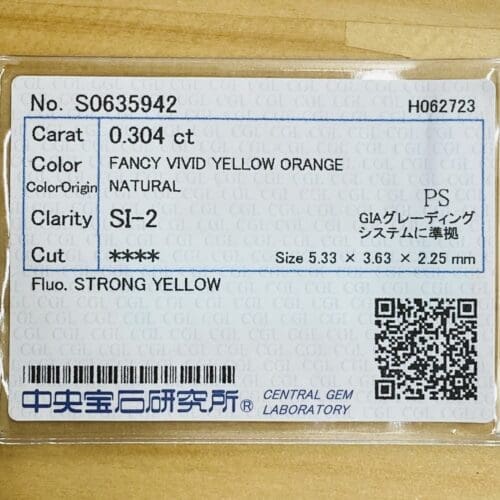 No. S0635942 H062723
Carat 0.304 ct
Color FANCY VIVID YELLOW ORANGE
ColorOrigin NATURAL
PS
Clarity SI-2 GIAグレーディング
システムに準拠
Cut **** Size 5.33 × 3.63 × 2.25 mm
Fluo. STRONG YELLOW
中央宝石研究所® CENTRAL GEM
LABORATORY